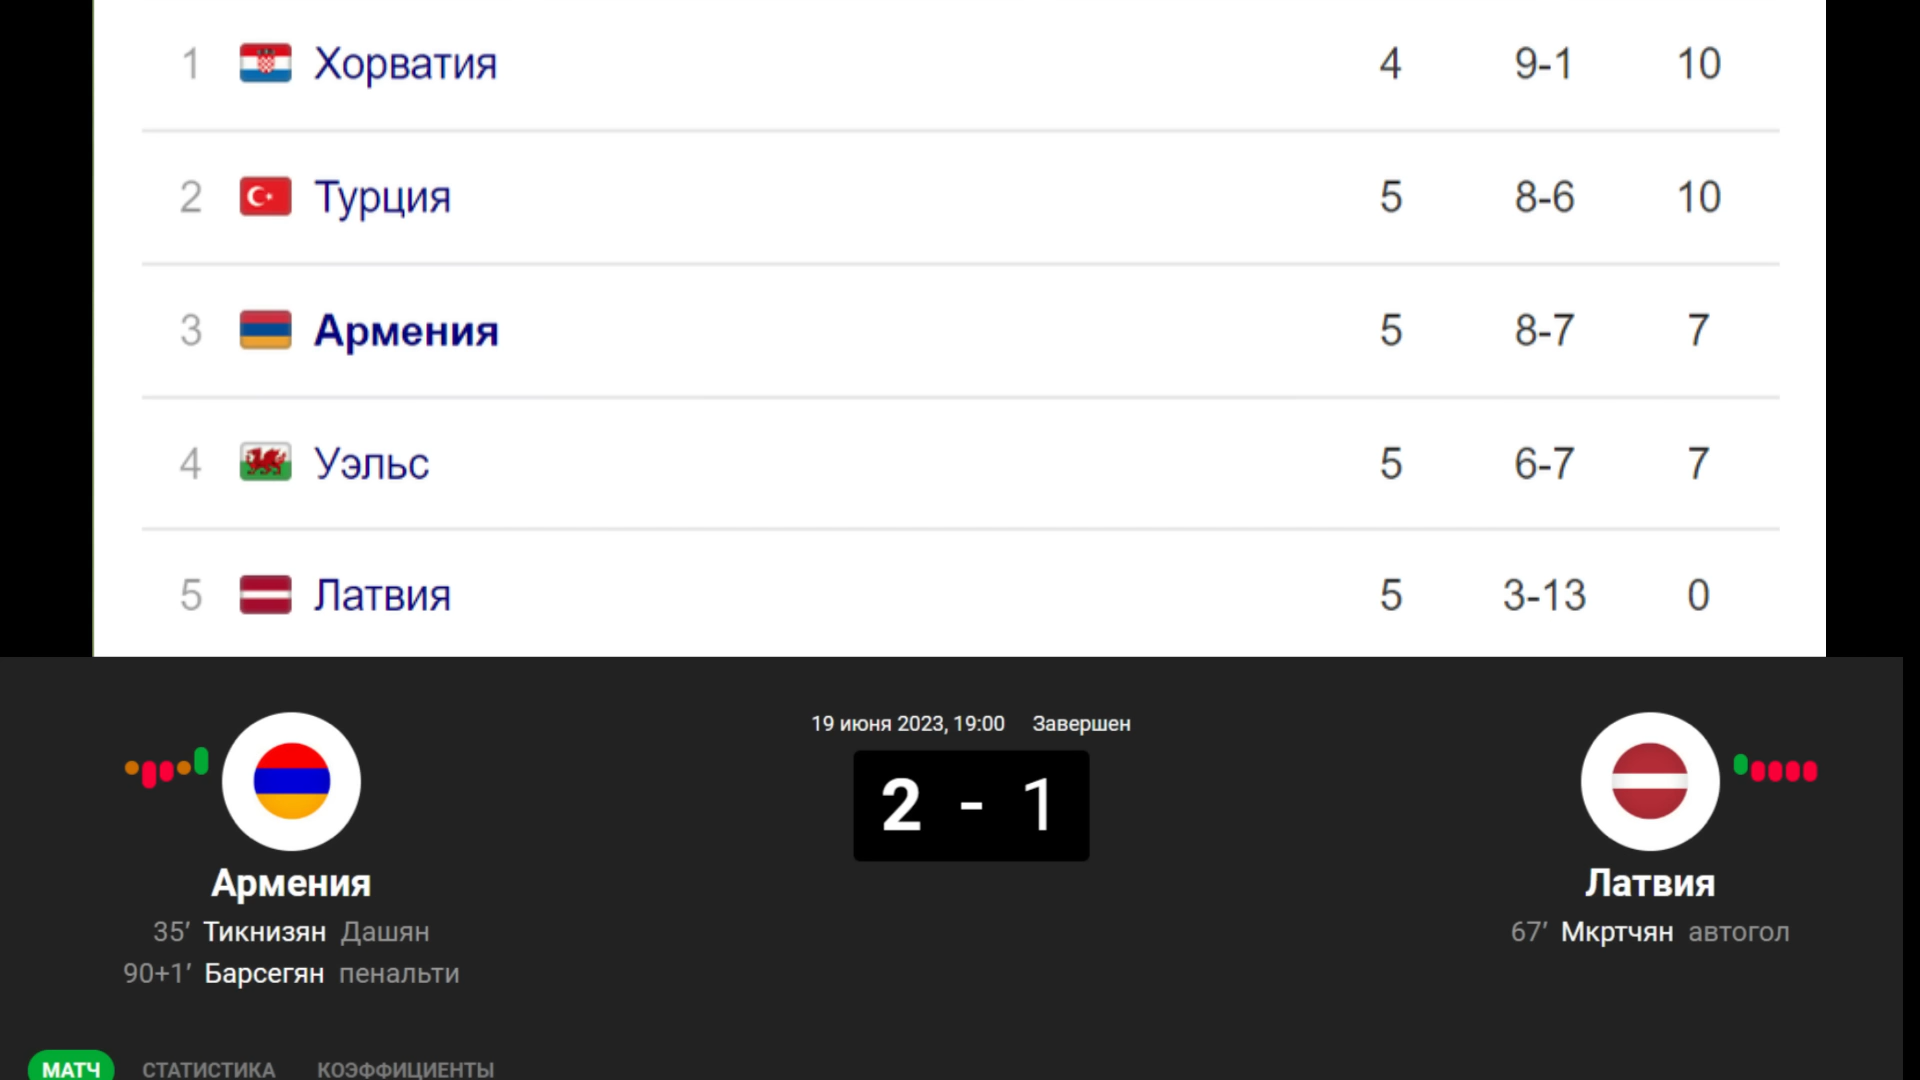 1 Хорватия 4 9-1 10
2 Турция 5 8-6 10
3 Армения 5 8-7 7
4 Уэльс 5 6-7 7
5 Латвия 5 3-13 0
19 июня 2023, 19:00 Завершен
2 - 1
Армения
35′ Тикнизян Дашян
90+1′ Барсегян пенальти
Латвия
67′ Мкртчян автогол
МАТЧ СТАТИСТИКА КОЭФФИЦИЕНТЫ